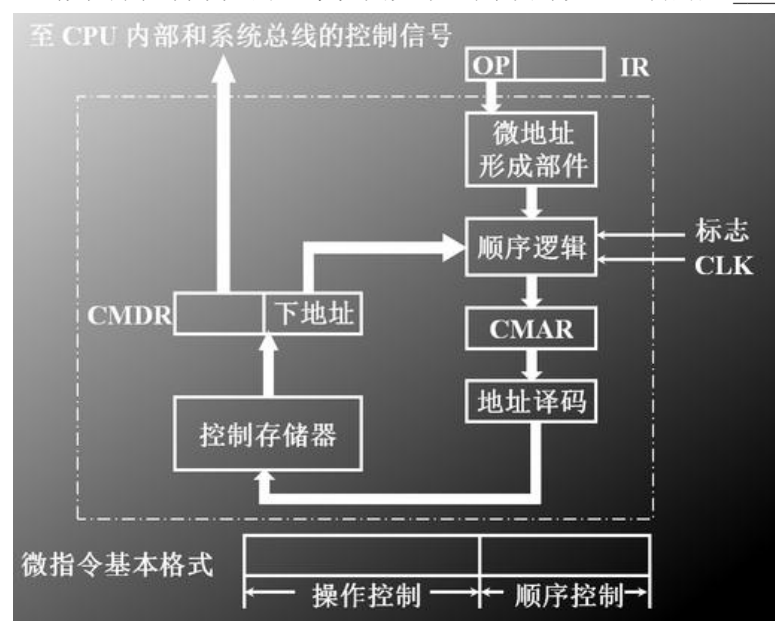 至 CPU 内部和系统总线的控制信号
OP
IR
微地址
形成部件
顺序逻辑
标志
CLK
CMDR
下地址
CMAR
地址译码
控制存储器
微指令基本格式
操作控制
顺序控制